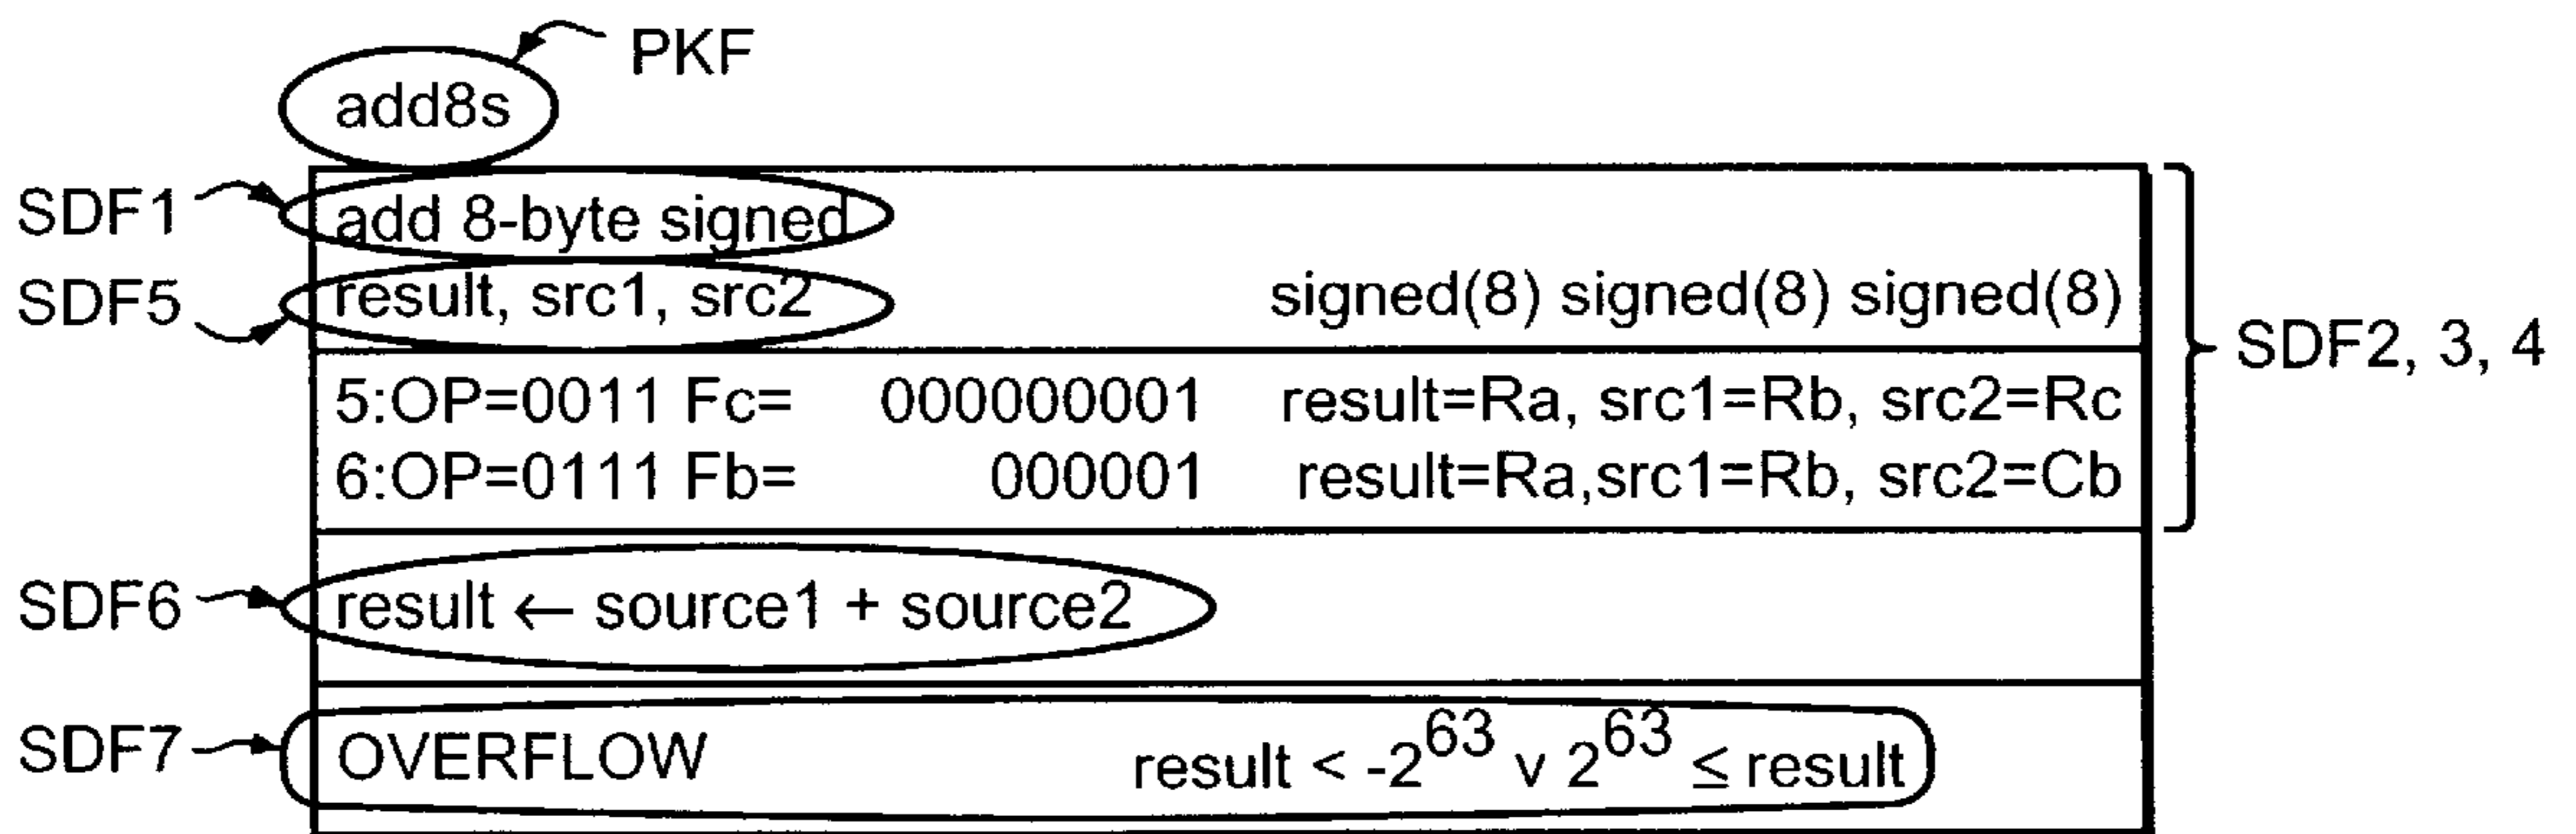 PKF
add8s
SDF1 add 8-byte signed
SDF5 result, src1, src2 signed(8) signed(8) signed(8)
SDF2, 3, 4
5:OP=0011 Fc= 000000001 result=Ra, src1=Rb, src2=Rc
6:OP=0111 Fb= 000001 result=Ra,src1=Rb, src2=Cb
SDF6 result ← source1 + source2
SDF7 OVERFLOW result < -2^63 v 2^63 ≤ result